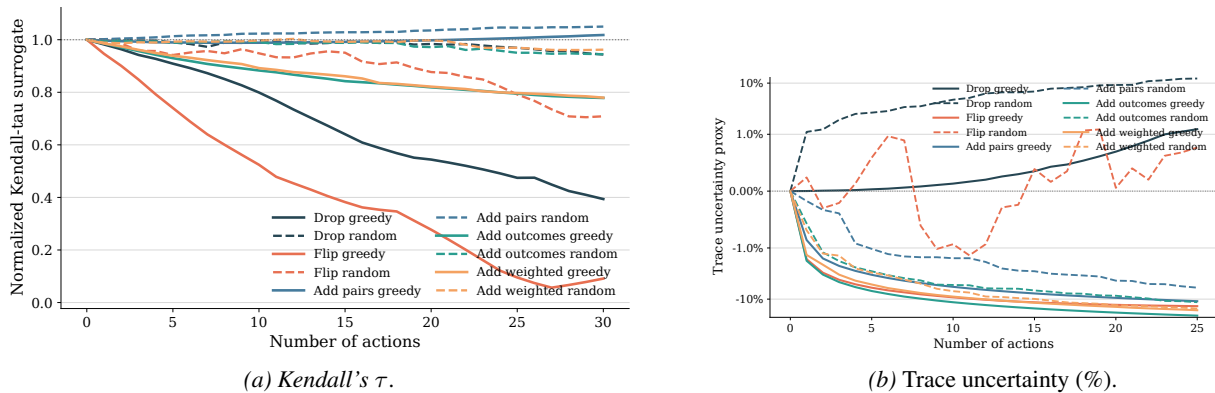 Normalized Kendall-tau surrogate
1.0
0.8
0.6
0.4
0.2
0.0
Drop greedy
Drop random
Flip greedy
Flip random
Add pairs greedy
Add pairs random
Add outcomes greedy
Add outcomes random
Add weighted greedy
Add weighted random
0 5 10 15 20 25 30
Number of actions
(a) Kendall's τ.
Trace uncertainty proxy
10%
1.0%
0.00%
-1.0%
-10%
Drop greedy
Drop random
Flip greedy
Flip random
Add pairs greedy
Add pairs random
Add outcomes greedy
Add outcomes random
Add weighted greedy
Add weighted random
0 5 10 15 20 25
Number of actions
(b) Trace uncertainty (%).